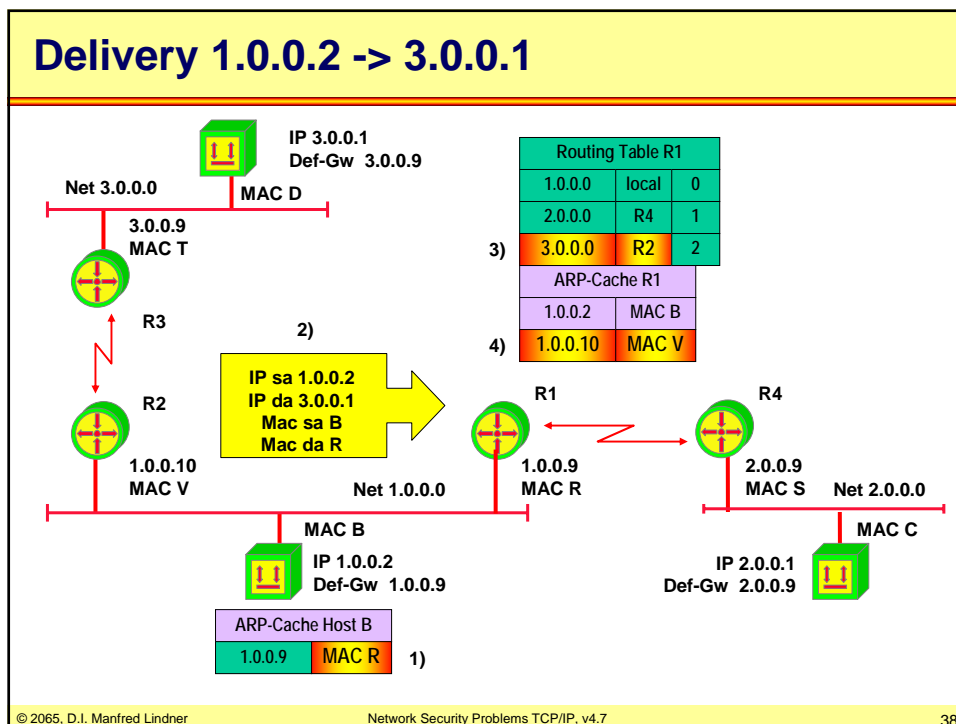 Delivery 1.0.0.2 -> 3.0.0.1
IP 3.0.0.1
Def-Gw 3.0.0.9
Net 3.0.0.0
MAC D
3.0.0.9
MAC T
R3
Routing Table R1
1.0.0.0 local 0
2.0.0.0 R4 1
3) 3.0.0.0 R2 2
ARP-Cache R1
1.0.0.2 MAC B
4) 1.0.0.10 MAC V
2)
IP sa 1.0.0.2
IP da 3.0.0.1
Mac sa B
Mac da R
R2
1.0.0.10
MAC V
R1
1.0.0.9
MAC R
R4
2.0.0.9
MAC S
Net 1.0.0.0
Net 2.0.0.0
MAC B
IP 1.0.0.2
Def-Gw 1.0.0.9
MAC C
IP 2.0.0.1
Def-Gw 2.0.0.9
ARP-Cache Host B
1.0.0.9 MAC R 1)
© 2065, D.I. Manfred Lindner
Network Security Problems TCP/IP, v4.7
38